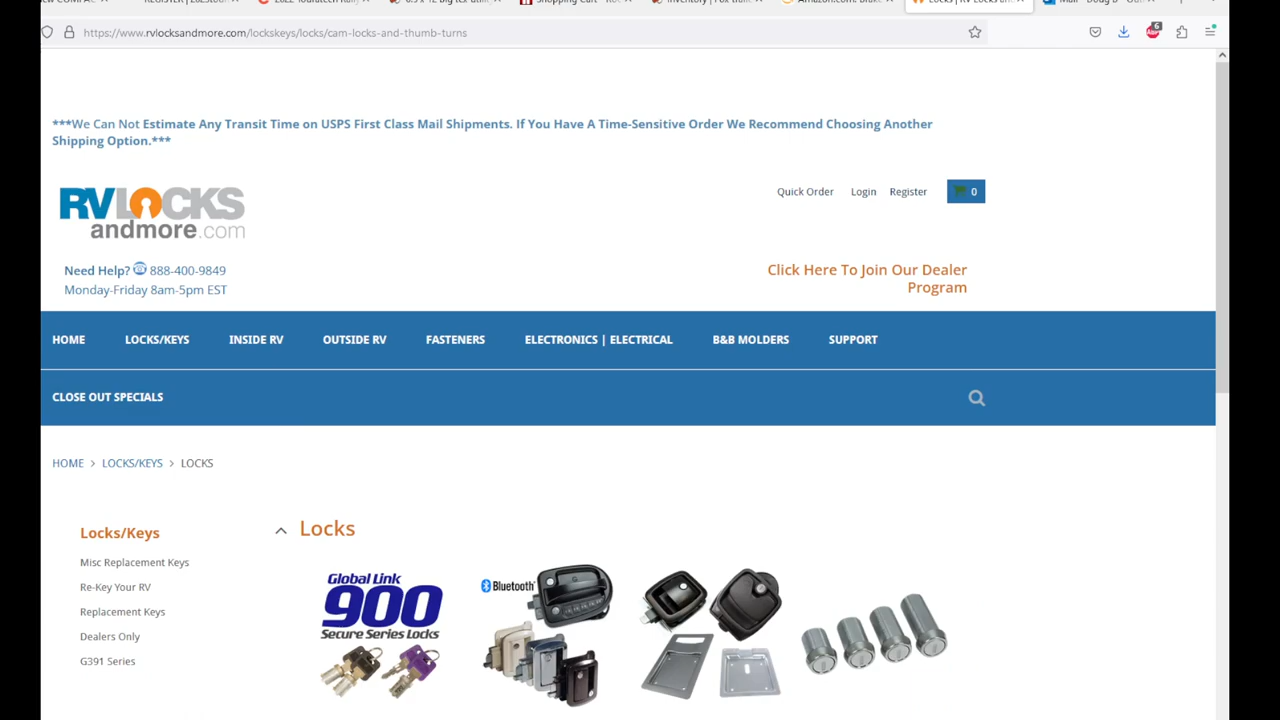 https://www.rvlocksandmore.com/lockskeys/locks/cam-locks-and-thumb-turns
6
***We Can Not Estimate Any Transit Time on USPS First Class Mail Shipments. If You Have A Time-Sensitive Order We Recommend Choosing Another
Shipping Option.***
RVLOCKS
andmore.com
Quick Order Login Register 0
Need Help? 888-400-9849
Monday-Friday 8am-5pm EST
Click Here To Join Our Dealer
Program
HOME LOCKS/KEYS INSIDE RV OUTSIDE RV FASTENERS ELECTRONICS | ELECTRICAL B&B MOLDERS SUPPORT
CLOSE OUT SPECIALS
HOME > LOCKS/KEYS > LOCKS
Locks/Keys
Misc Replacement Keys
Re-Key Your RV
Replacement Keys
Dealers Only
G391 Series
Locks
Global Link
900
Secure Series Locks
Bluetooth